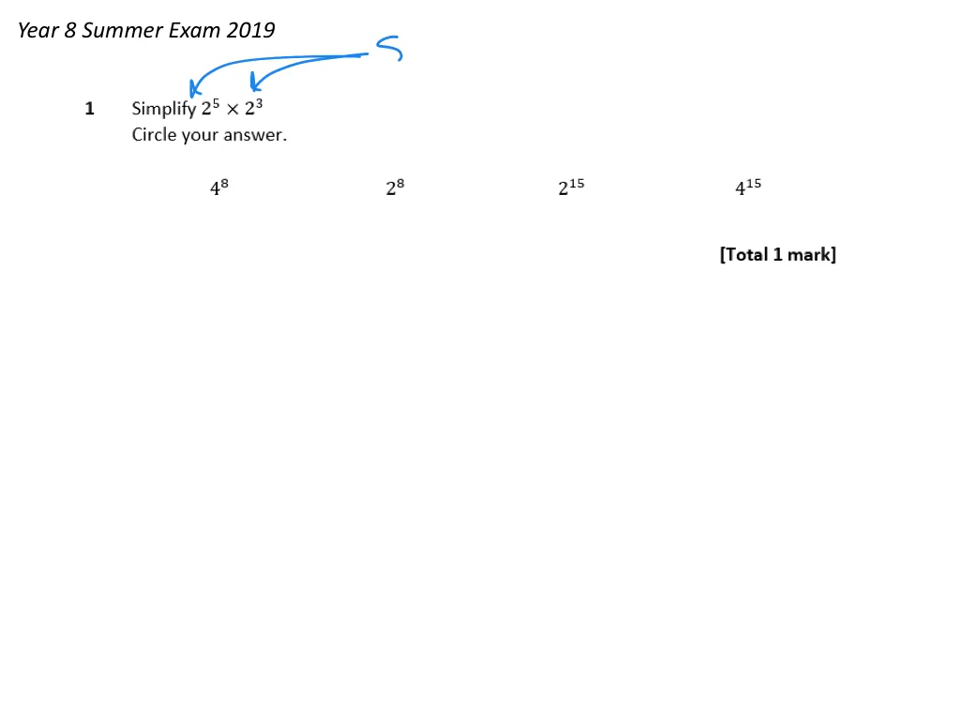 Year 8 Summer Exam 2019
S
1 Simplify 2⁵ × 2³
Circle your answer.
4⁸ 2⁸ 2¹⁵ 4¹⁵
[Total 1 mark]